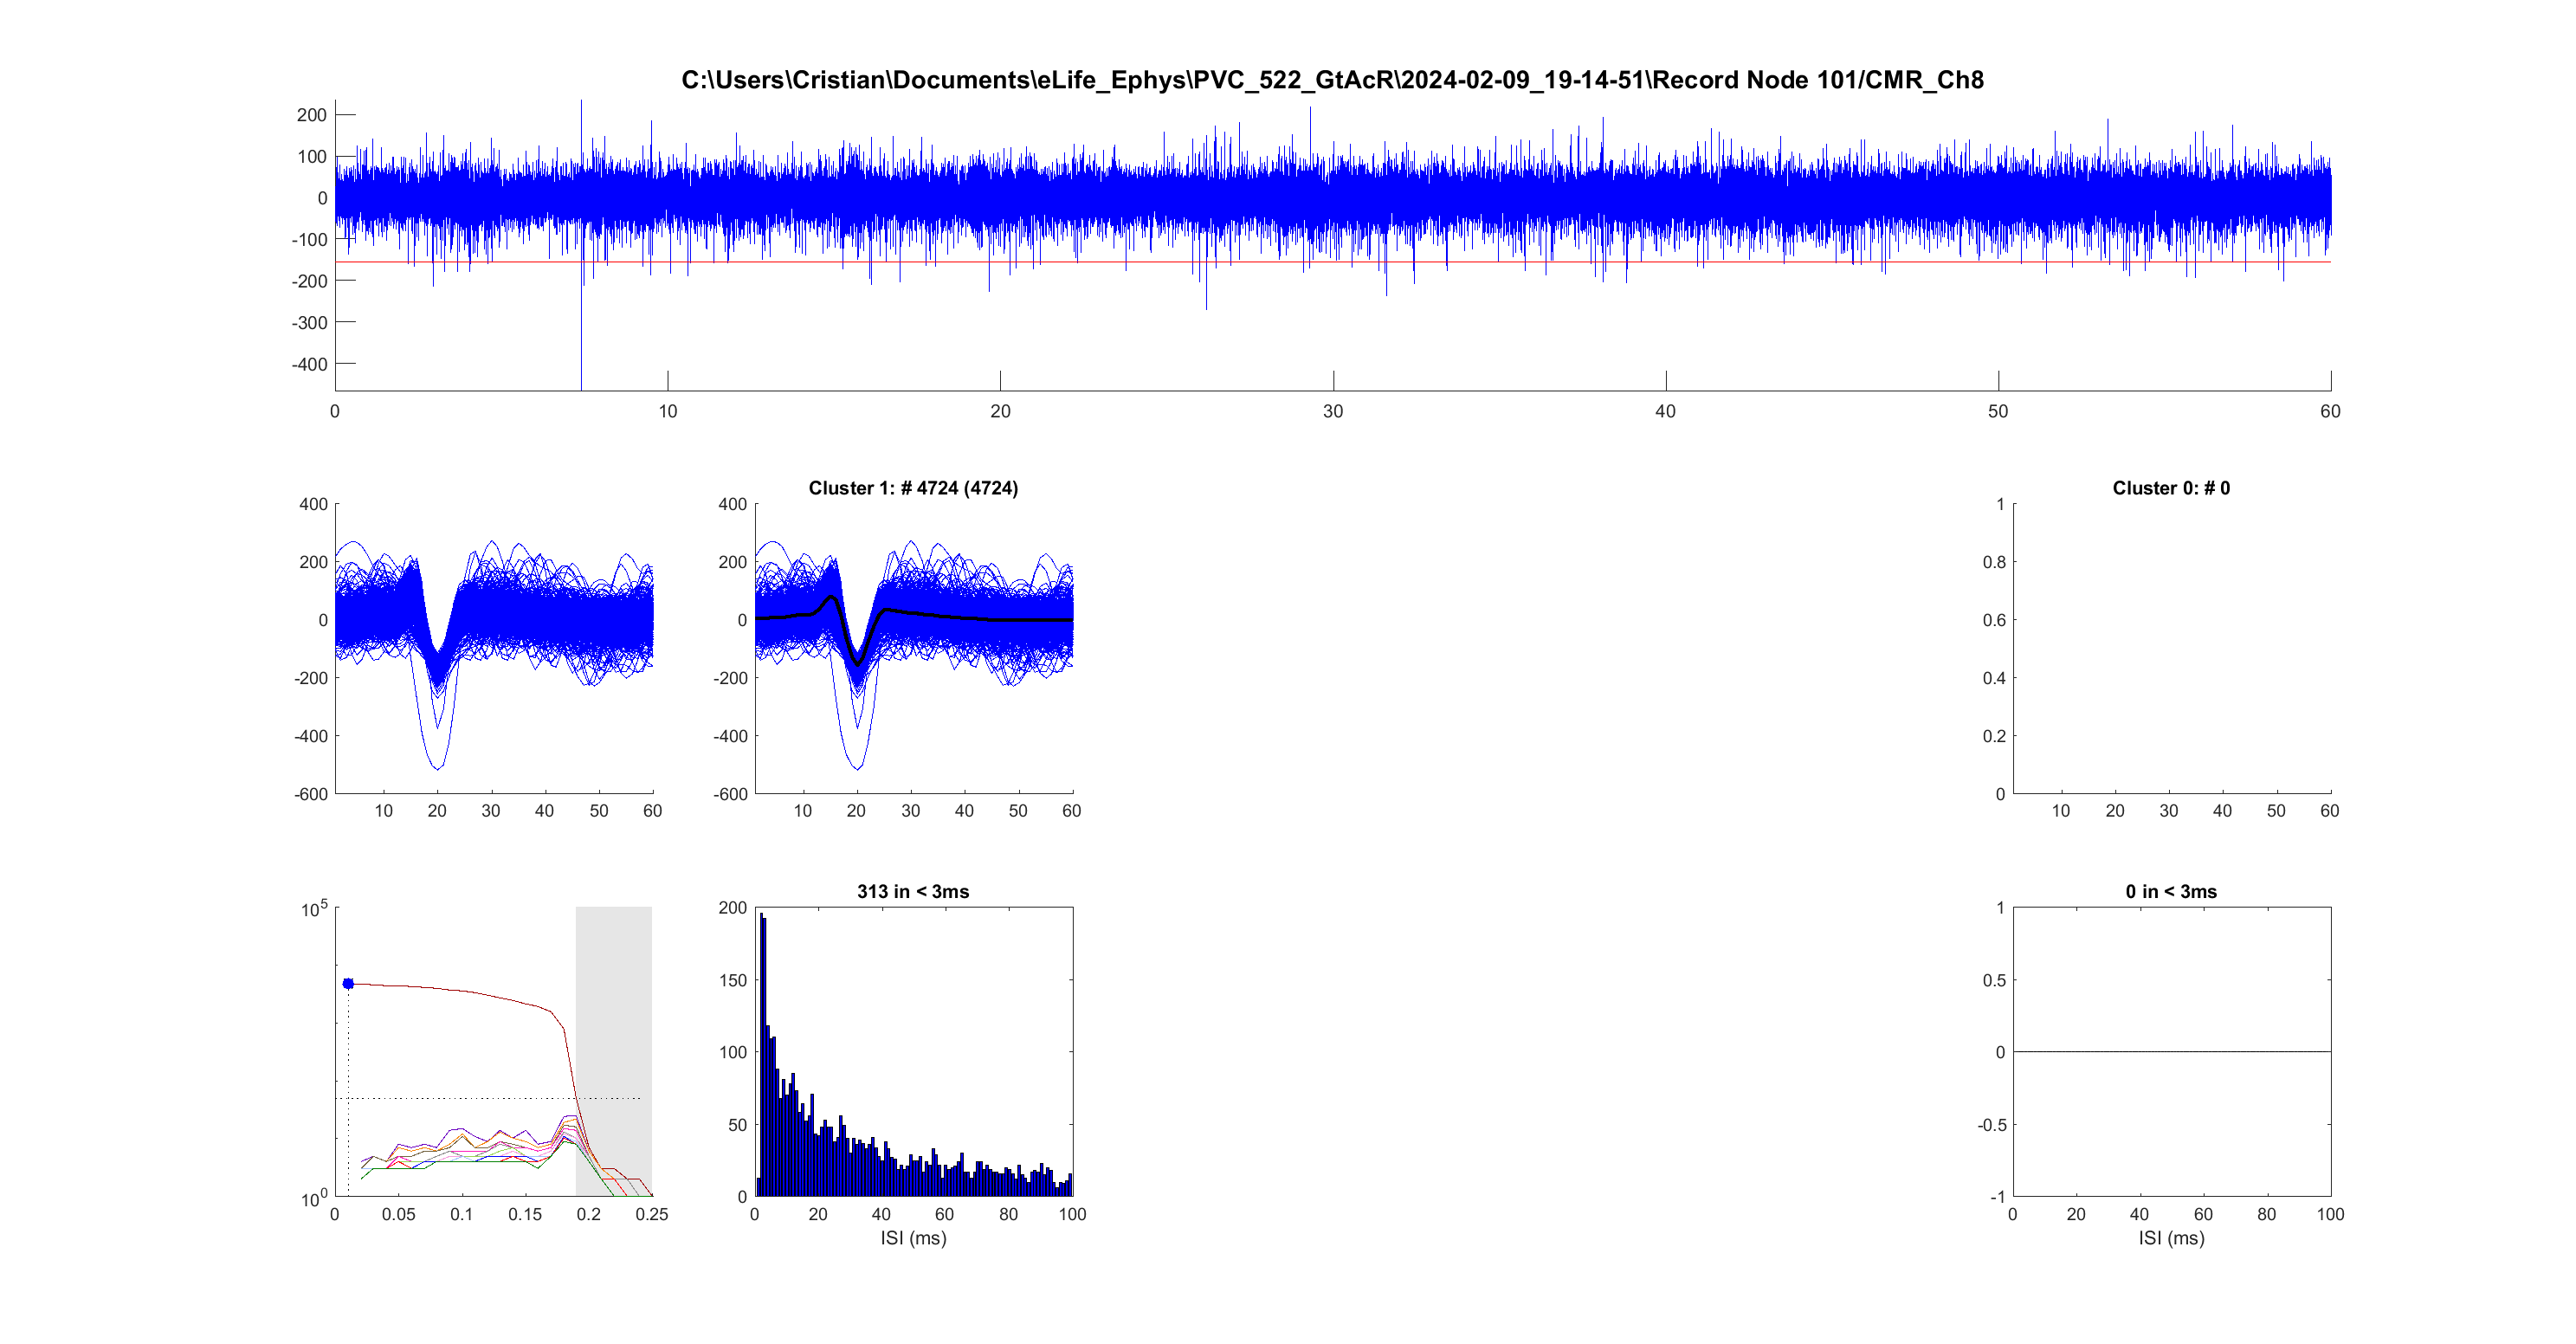 C:\Users\Cristian\Documents\eLife_Ephys\PVC_522_GtAcR\2024-02-09_19-14-51\Record Node 101/CMR_Ch8
200
100
0
-100
-200
-300
-400
0 10 20 30 40 50 60
Cluster 1: # 4724 (4724)
Cluster 0: # 0
400
200
0
-200
-400
-600
10 20 30 40 50 60
400
200
0
-200
-400
-600
10 20 30 40 50 60
1
0.8
0.6
0.4
0.2
0
10 20 30 40 50 60
313 in < 3ms
0 in < 3ms
10^5
10^0
0 0.05 0.1 0.15 0.2 0.25
200
150
100
50
0
0 20 40 60 80 100
ISI (ms)
1
0.5
0
-0.5
-1
0 20 40 60 80 100
ISI (ms)